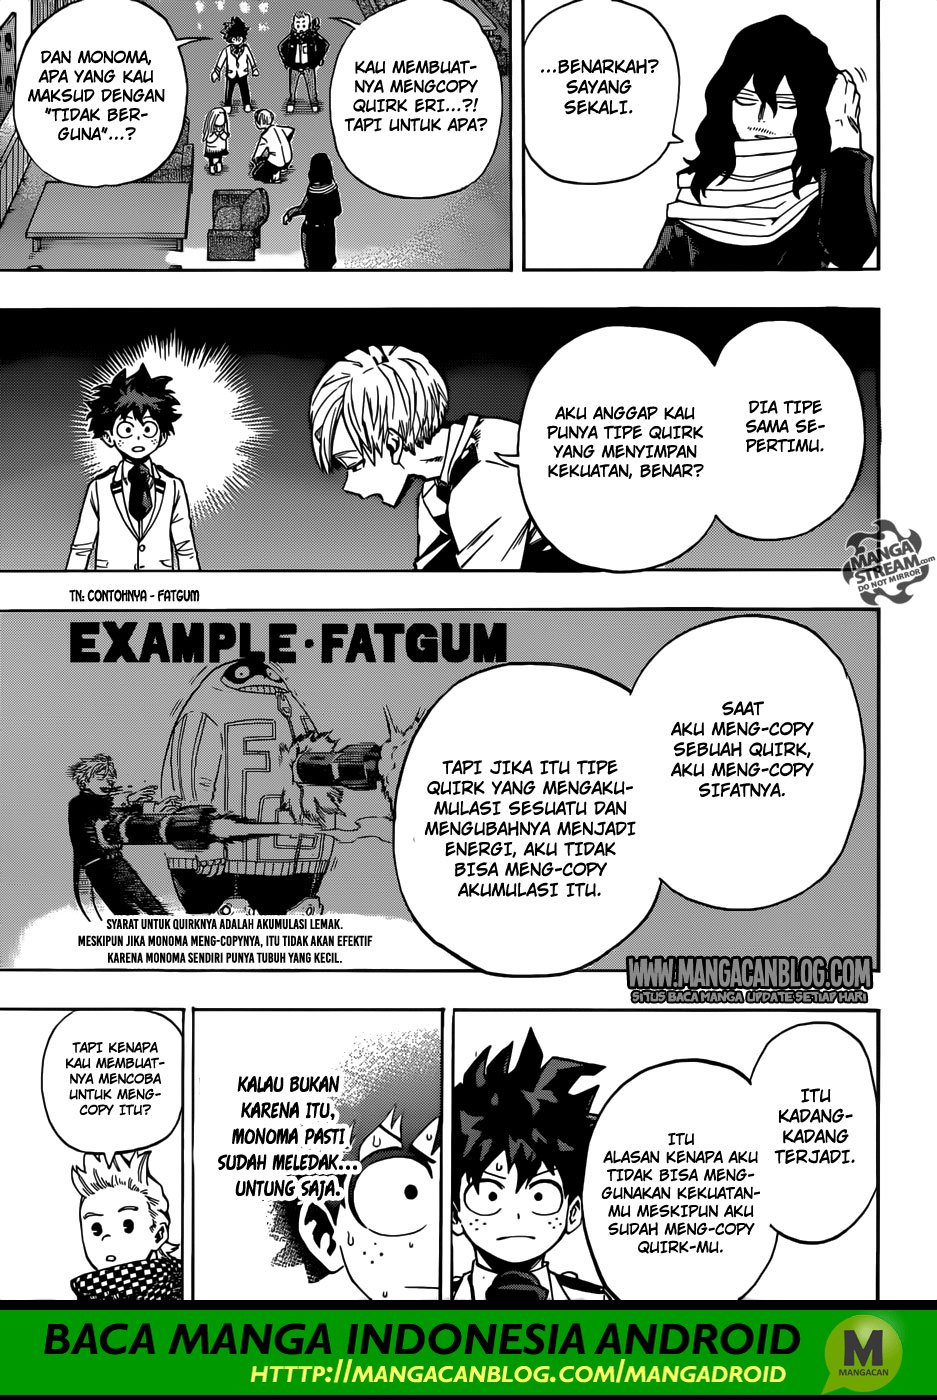 ...BENARKAH?
SAYANG
SEKALI.
KAU MEMBUAT-
NYA MENGCOPY
QUIRK ERI...?!
TAPI UNTUK APA?
DAN MONOMA,
APA YANG KAU
MAKSUD DENGAN
"TIDAK BER-
GUNA"...?
DIA TIPE
SAMA SE-
PERTIMU.
AKU ANGGAP KAU
PUNYA TIPE QUIRK
YANG MENYIMPAN
KEKUATAN, BENAR?
MANGA
STREAM.com
DO NOT MIRROR
TN: CONTOHNYA - FATGUM
EXAMPLE·FATGUM
SAAT
AKU MENG-COPY
SEBUAH QUIRK,
AKU MENG-COPY
SIFATNYA.
TAPI JIKA ITU TIPE
QUIRK YANG MENGAKU-
MULASI SESUATU DAN
MENGUBAHNYA MENJADI
ENERGI, AKU TIDAK
BISA MENG-COPY
AKUMULASI ITU.
F
G
SYARAT UNTUK QUIRKNYA ADALAH AKUMULASI LEMAK.
MESKIPUN JIKA MONOMA MENG-COPYNYA, ITU TIDAK AKAN EFEKTIF
KARENA MONOMA SENDIRI PUNYA TUBUH YANG KECIL.
WWW.MANGACANBLOG.COM
SITUS BACA MANGA UPDATE SETIAP HARI
ITU
KADANG-
KADANG
TERJADI.
ITU
ALASAN KENAPA AKU
TIDAK BISA MENG-
GUNAKAN KEKUATAN-
MU MESKIPUN AKU
SUDAH MENG-COPY
QUIRK-MU.
KALAU BUKAN
KARENA ITU,
MONOMA PASTI
SUDAH MELEDAK...
UNTUNG SAJA.
TAPI KENAPA
KAU MEMBUAT-
NYA MENCOBA
UNTUK MENG-
COPY ITU?
BACA MANGA INDONESIA ANDROID
HTTTP://MANGACANBLOG.COM/MANGADROID
M
MANGACAN